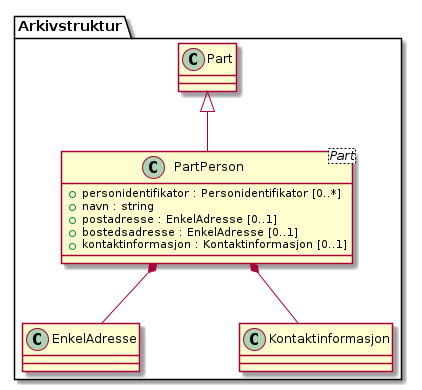 Arkivstruktur
C Part
C PartPerson Part
personidentifikator : Personidentifikator [0..*]
navn : string
postadresse : EnkelAdresse [0..1]
bostedsadresse : EnkelAdresse [0..1]
kontaktinformasjon : Kontaktinformasjon [0..1]
C EnkelAdresse
C Kontaktinformasjon